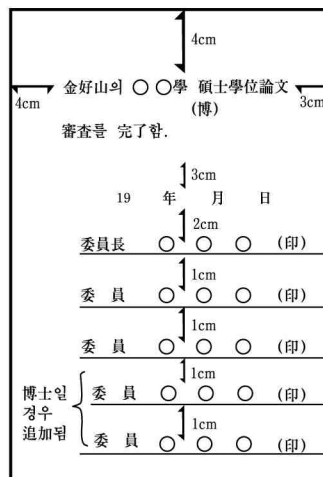 4cm
4cm 金好山의 ○ ○學 碩士學位論文 3cm
(博)
審査를 完了함.
3cm
19 年 月 日
2cm
委員長 ○ ○ ○ (印)
1cm
委 員 ○ ○ ○ (印)
1cm
委 員 ○ ○ ○ (印)
1cm
博士일 경우 追加됨
委 員 ○ ○ ○ (印)
1cm
委 員 ○ ○ ○ (印)